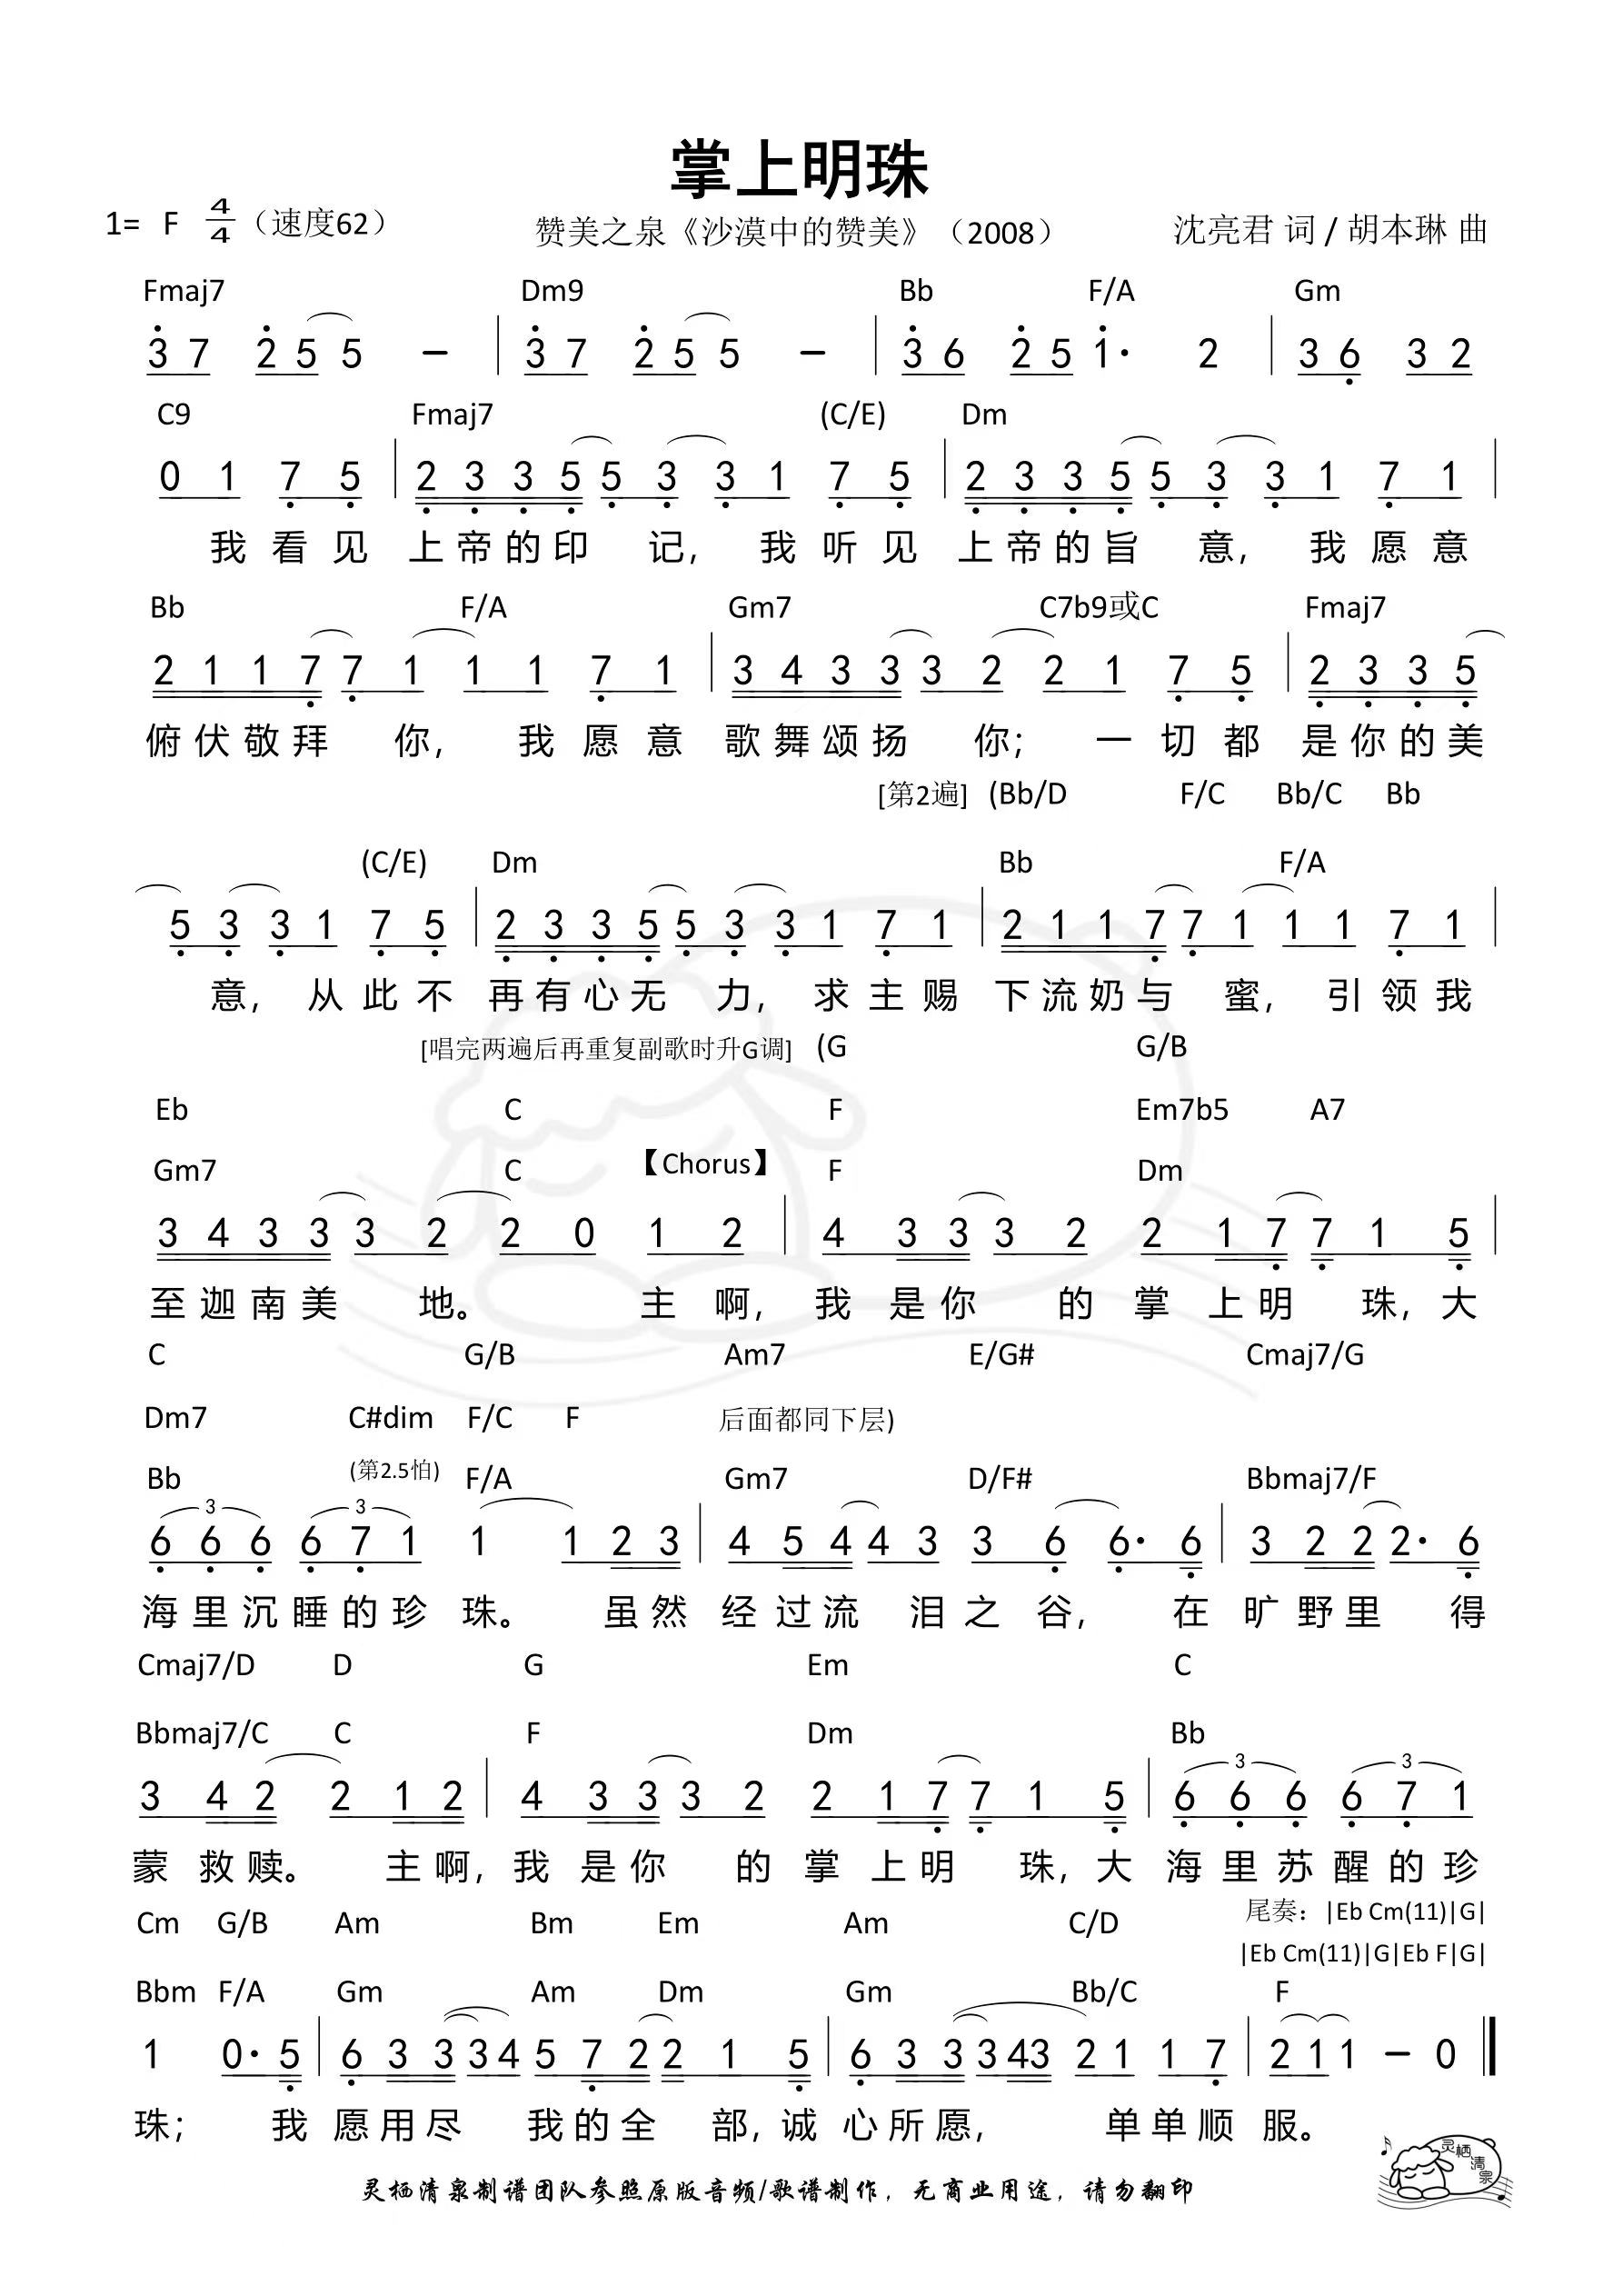 掌上明珠
1= F 4/4（速度62） 赞美之泉《沙漠中的赞美》（2008） 沈亮君 词 / 胡本琳 曲
Fmaj7 Dm9 Bb F/A Gm
3 7 2 5 5 – | 3 7 2 5 5 – | 3 6 2 5 1· 2 | 3 6 3 2
C9 Fmaj7 (C/E) Dm
0 1 7 5 | 2 3 3 5 5 3 3 1 7 5 | 2 3 3 5 5 3 3 1 7 1 |
我 看 见 上 帝 的 印 记， 我 听 见 上 帝 的 旨 意， 我 愿 意
Bb F/A Gm7 C7b9或C Fmaj7
2 1 1 7 7 1 1 1 7 1 | 3 4 3 3 3 2 2 1 7 5 | 2 3 3 5
俯 伏 敬 拜 你， 我 愿 意 歌 舞 颂 扬 你； 一 切 都 是 你 的 美
[第2遍] (Bb/D F/C Bb/C Bb
(C/E) Dm Bb F/A
5 3 3 1 7 5 | 2 3 3 5 5 3 3 1 7 1 | 2 1 1 7 7 1 1 1 7 1 |
意， 从 此 不 再 有 心 无 力， 求 主 赐 下 流 奶 与 蜜， 引 领 我
[唱完两遍后再重复副歌时升G调] (G G/B
Eb C F Em7b5 A7
Gm7 C 【Chorus】 F Dm
3 4 3 3 3 2 2 0 1 2 | 4 3 3 3 2 2 1 7 7 1 5 |
至 迦 南 美 地。 主 啊， 我 是 你 的 掌 上 明 珠， 大
C G/B Am7 E/G# Cmaj7/G
Dm7 C#dim F/C F 后面都同下层)
Bb (第2.5怕) F/A Gm7 D/F# Bbmaj7/F
3 3
6 6 6 6 7 1 1 1 2 3 | 4 5 4 4 3 3 6 6· 6 | 3 2 2 2· 6
海 里 沉 睡 的 珍 珠。 虽 然 经 过 流 泪 之 谷， 在 旷 野 里 得
Cmaj7/D D G Em C
Bbmaj7/C C F Dm Bb
3 3
3 4 2 2 1 2 | 4 3 3 3 2 2 1 7 7 1 5 | 6 6 6 6 7 1
蒙 救 赎。 主 啊， 我 是 你 的 掌 上 明 珠， 大 海 里 苏 醒 的 珍
Cm G/B Am Bm Em Am C/D 尾奏：|Eb Cm(11)|G|
|Eb Cm(11)|G|Eb F|G|
Bbm F/A Gm Am Dm Gm Bb/C F
1 0· 5 | 6 3 3 3 4 5 7 2 2 1 5 | 6 3 3 3 4 3 2 1 1 7 | 2 1 1 – 0 ‖
珠； 我 愿 用 尽 我 的 全 部， 诚 心 所 愿， 单 单 顺 服。
灵栖清泉制谱团队参照原版音频/歌谱制作，无商业用途，请勿翻印
灵栖清泉